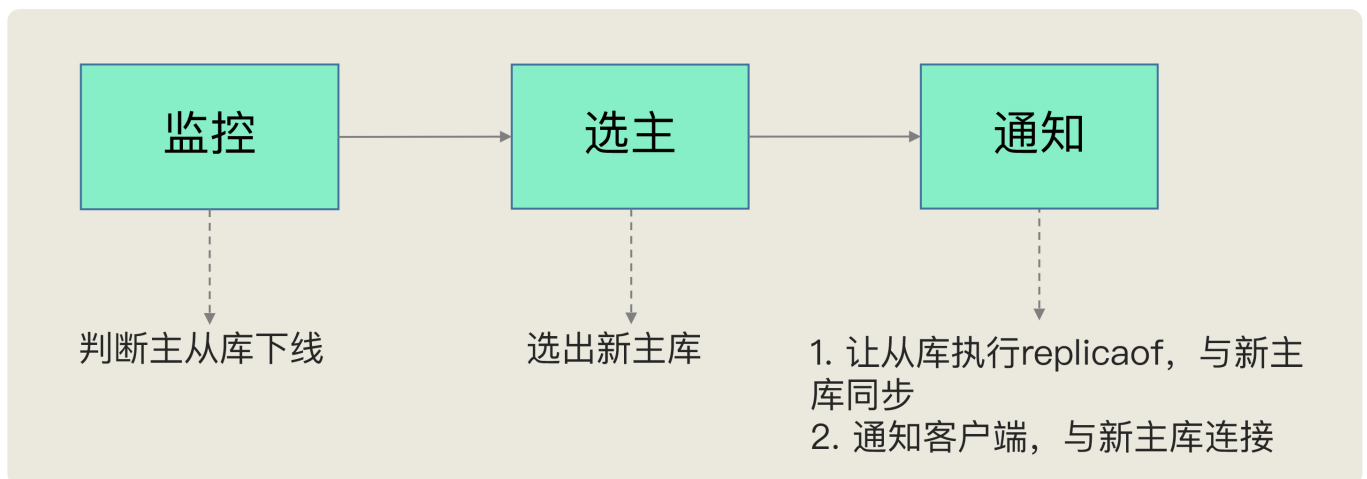 监控
选主
通知
判断主从库下线
选出新主库
1. 让从库执行replicaof，与新主
库同步
2. 通知客户端，与新主库连接